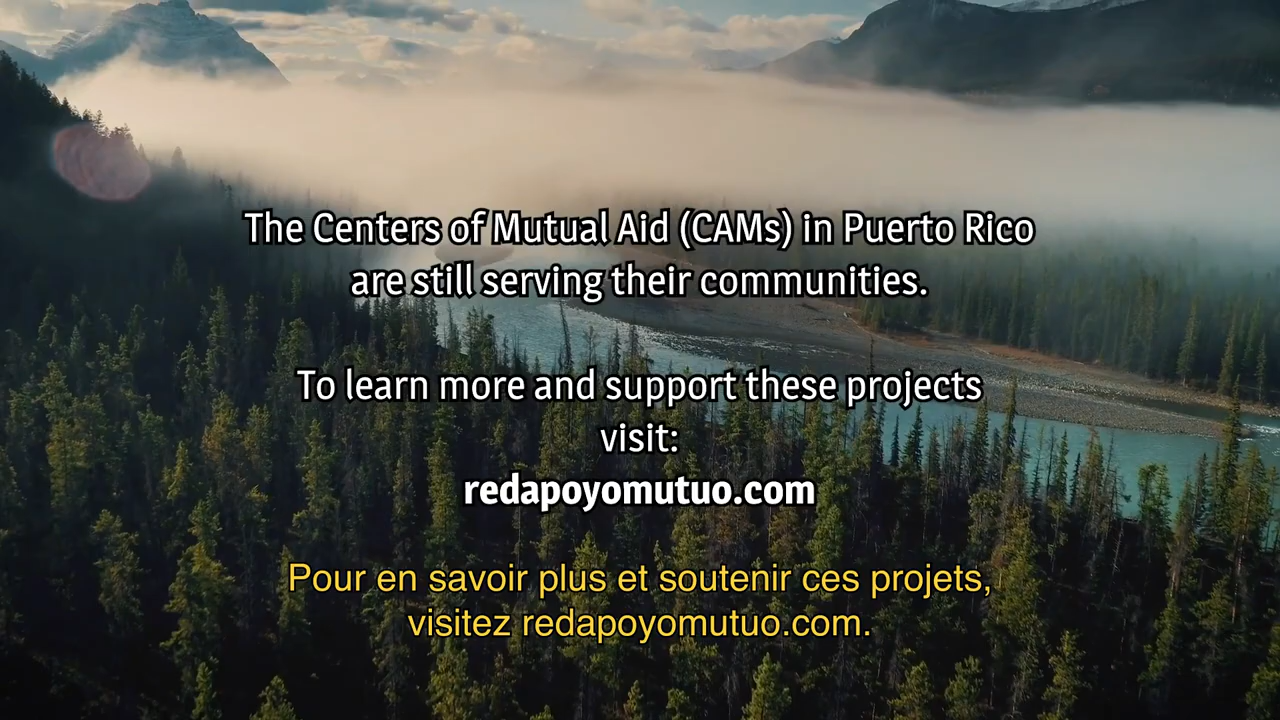 The Centers of Mutual Aid (CAMs) in Puerto Rico
are still serving their communities.
To learn more and support these projects
visit:
redapoyomutuo.com
Pour en savoir plus et soutenir ces projets,
visitez redapoyomutuo.com.